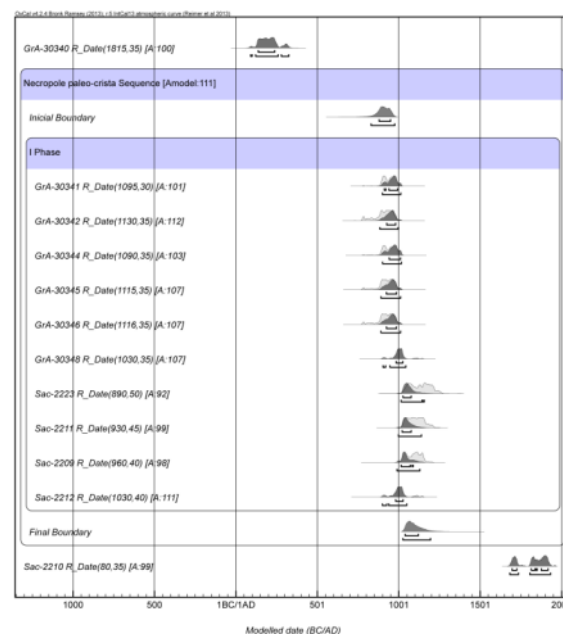 OxCal v4.2.4 Bronk Ramsey (2013); r:5 IntCal13 atmospheric curve (Reimer et al 2013)
GrA-30340 R_Date(1815,35) [A:100]
Necropole paleo-crista Sequence [Amodel:111]
Inicial Boundary
I Phase
GrA-30341 R_Date(1095,30) [A:101]
GrA-30342 R_Date(1130,35) [A:112]
GrA-30344 R_Date(1090,35) [A:103]
GrA-30345 R_Date(1115,35) [A:107]
GrA-30346 R_Date(1116,35) [A:107]
GrA-30348 R_Date(1030,35) [A:107]
Sac-2223 R_Date(890,50) [A:92]
Sac-2211 R_Date(930,45) [A:99]
Sac-2209 R_Date(960,40) [A:98]
Sac-2212 R_Date(1030,40) [A:111]
Final Boundary
Sac-2210 R_Date(80,35) [A:99]
1000 500 1BC/1AD 501 1001 1501 200
Modelled date (BC/AD)